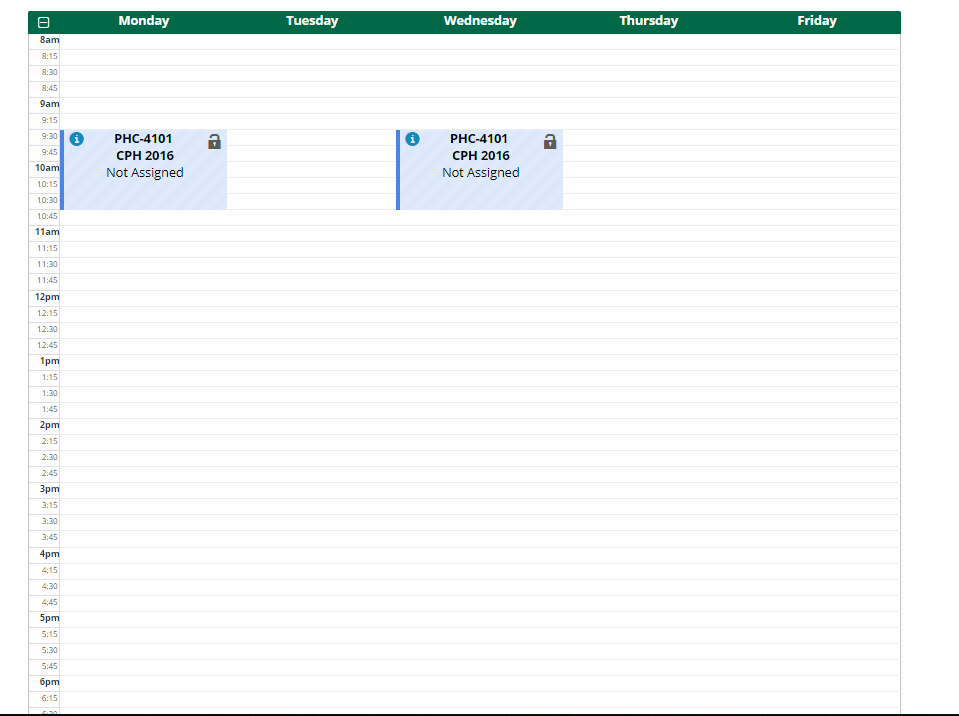 Monday Tuesday Wednesday Thursday Friday
8am
8:15
8:30
8:45
9am
9:15
9:30 PHC-4101 PHC-4101
9:45 CPH 2016 CPH 2016
10am Not Assigned Not Assigned
10:15
10:30
10:45
11am
11:15
11:30
11:45
12pm
12:15
12:30
12:45
1pm
1:15
1:30
1:45
2pm
2:15
2:30
2:45
3pm
3:15
3:30
3:45
4pm
4:15
4:30
4:45
5pm
5:15
5:30
5:45
6pm
6:15